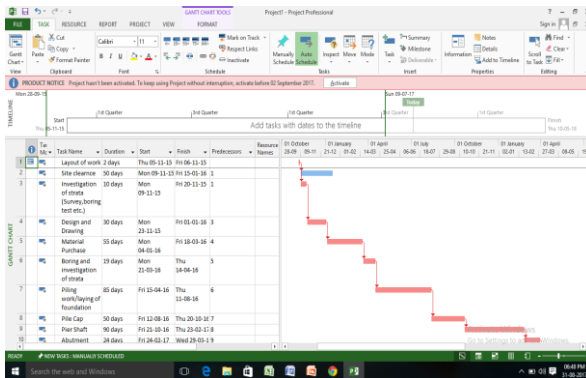 GANTT CHART TOOLS
Project1 - Project Professional
FILE TASK RESOURCE REPORT PROJECT VIEW FORMAT
Sign in
Gantt Chart
View
Paste
Cut
Copy
Format Painter
Clipboard
Calibri 11
B I U
Font
Mark on Track
Respect Links
Inactivate
Schedule
Manually Schedule
Auto Schedule
Inspect Move Mode
Tasks
Task
Summary
Milestone
Deliverable
Insert
Information
Notes
Details
Add to Timeline
Properties
Scroll to Task
Find
Clear
Fill
Editing
PRODUCT NOTICE Project hasn't been activated. To keep using Project without interruption, activate before 02 September 2017. Activate
TIMELINE
Mon 28-09-15
Sun 09-07-17
Today
1st Quarter 3rd Quarter 1st Quarter 3rd Quarter 1st Quarter
Start
Thu 05-11-15
Add tasks with dates to the timeline
Finish
Thu 10-05-18
GANTT CHART
Task Name Duration Start Finish Predecessors Resource Names
01 October 01 January 01 April 01 July 01 October 01 January 01 April
28-09 09-11 21-12 01-02 14-03 25-04 06-06 18-07 29-08 10-10 21-11 02-01 13-02 27-03 08-05
1 Layout of work 2 days Thu 05-11-15 Fri 06-11-15
2 Site clearnce 50 days Mon 09-11-15 Fri 15-01-16 1
3 Investigation of strata (Survey,boring test etc.) 10 days Mon 09-11-15 Fri 20-11-15 1
4 Design and Drawing 30 days Mon 23-11-15 Fri 01-01-16 3
5 Material Purchase 55 days Mon 04-01-16 Fri 18-03-16 4
6 Boring and investigation of strata 19 days Mon 21-03-16 Thu 14-04-16 5
7 Piling work/laying of foundation 85 days Fri 15-04-16 Thu 11-08-16 6
8 Pile Cap 50 days Fri 12-08-16 Thu 20-10-16 7
9 Pier Shaft 90 days Fri 21-10-16 Thu 23-02-17 8
10 Abutment 24 days Fri 24-02-17 Wed 29-03-1 9
Go to Settings to Windows.
READY NEW TASKS : MANUALLY SCHEDULED
Search the web and Windows
06:48 PM
31-08-2017